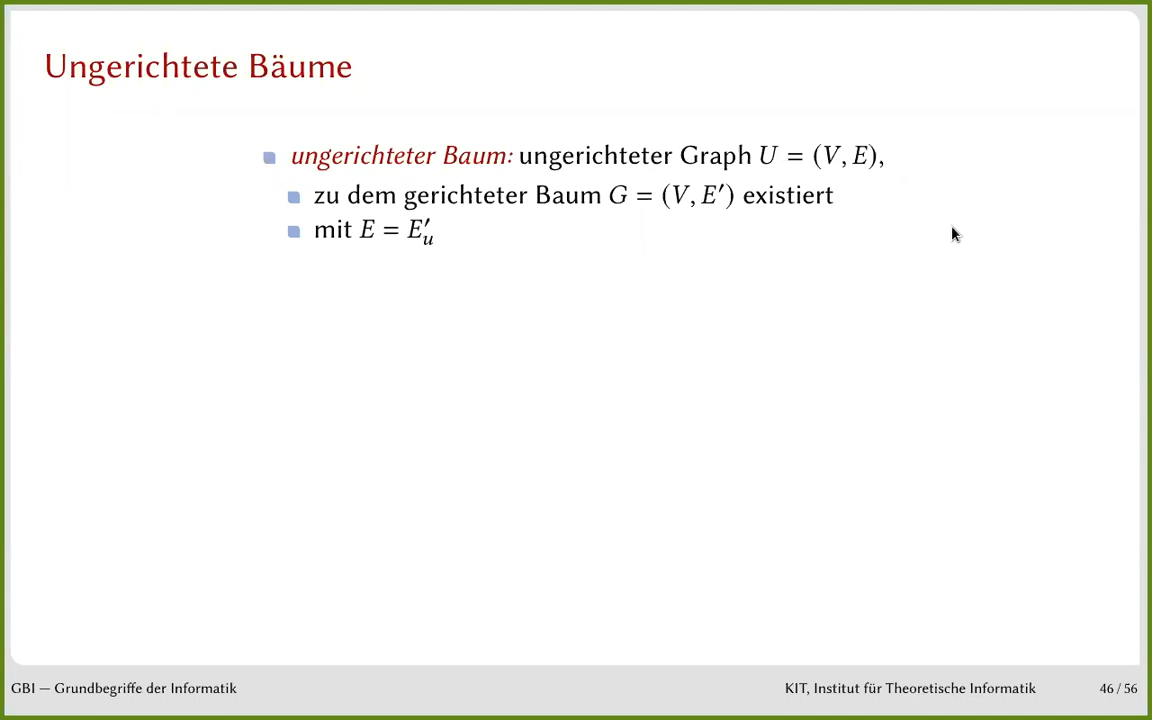 Ungerichtete Bäume
ungerichteter Baum: ungerichteter Graph U = (V, E),
zu dem gerichteter Baum G = (V, E′) existiert
mit E = E′ᵤ
GBI — Grundbegriffe der Informatik
KIT, Institut für Theoretische Informatik
46 / 56